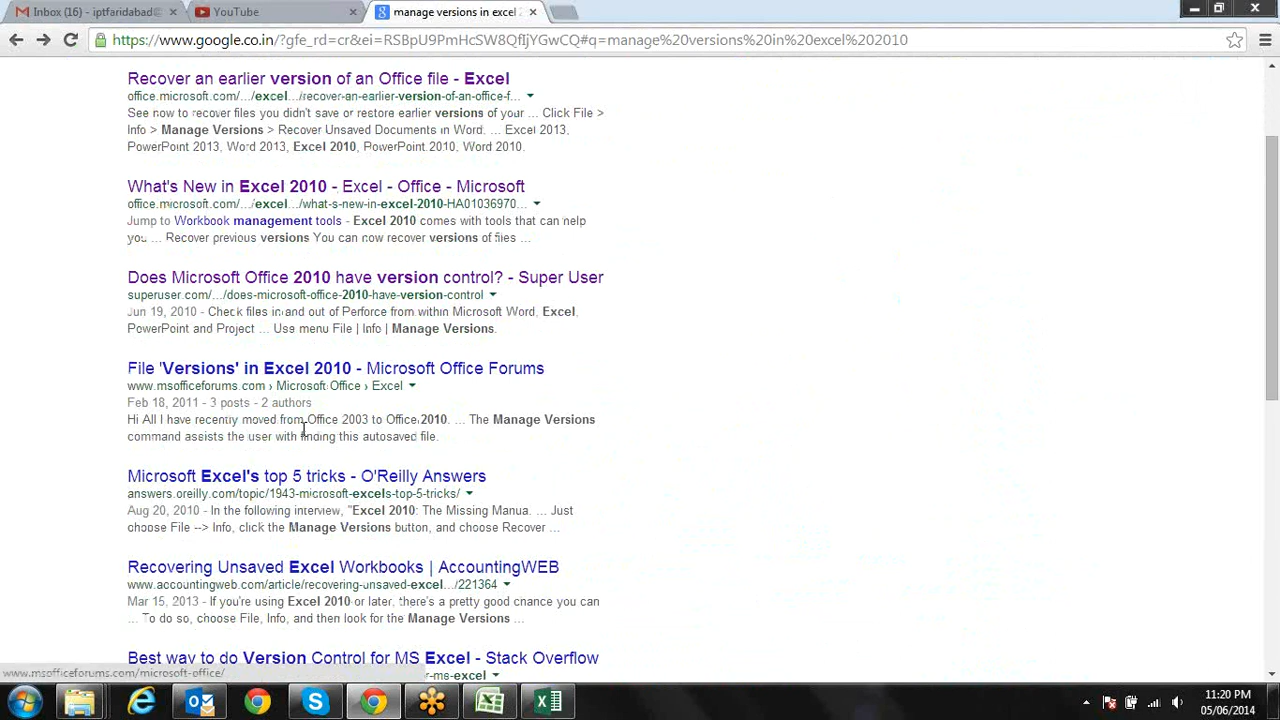 Inbox (16) - iptfaridabad@
YouTube
manage versions in excel 2
https://www.google.co.in/?gfe_rd=cr&ei=RSBpU9PmHcSW8QfIjYGYCQ#q=manage%20versions%20in%20excel%202010
Recover an earlier version of an Office file - Excel
office.microsoft.com/.../excel.../recover-an-earlier-version-of-an-office-f...
See now to recover files you didn't save or restore earlier versions of your ... Click File >
Info > Manage Versions > Recover Unsaved Documents in Word. ... Excel 2013,
PowerPoint 2013, Word 2013, Excel 2010, PowerPoint 2010, Word 2010.
What's New in Excel 2010 - Excel - Office - Microsoft
office.microsoft.com/.../excel.../what-s-new-in-excel-2010-HA01036970...
Jump to Workbook management tools - Excel 2010 comes with tools that can help
you ... Recover previous versions You can now recover versions of files ...
Does Microsoft Office 2010 have version control? - Super User
superuser.com/.../does-microsoft-office-2010-have-version-control
Jun 19, 2010 - Check files in and out of Perforce from within Microsoft Word, Excel,
PowerPoint and Project ... Use menu File | Info | Manage Versions.
File 'Versions' in Excel 2010 - Microsoft Office Forums
www.msofficeforums.com › Microsoft Office › Excel
Feb 18, 2011 - 3 posts - 2 authors
Hi All I have recently moved from Office 2003 to Office 2010. ... The Manage Versions
command assists the user with finding this autosaved file.
Microsoft Excel's top 5 tricks - O'Reilly Answers
answers.oreilly.com/topic/1943-microsoft-excels-top-5-tricks/
Aug 20, 2010 - In the following interview, "Excel 2010: The Missing Manua. ... Just
choose File --> Info, click the Manage Versions button, and choose Recover ...
Recovering Unsaved Excel Workbooks | AccountingWEB
www.accountingweb.com/article/recovering-unsaved-excel.../221364
Mar 15, 2013 - If you're using Excel 2010 or later, there's a pretty good chance you can
... To do so, choose File, Info, and then look for the Manage Versions ...
Best way to do Version Control for MS Excel - Stack Overflow
www.msofficeforums.com/microsoft-office/
r-ms-excel
11:20 PM
05/06/2014